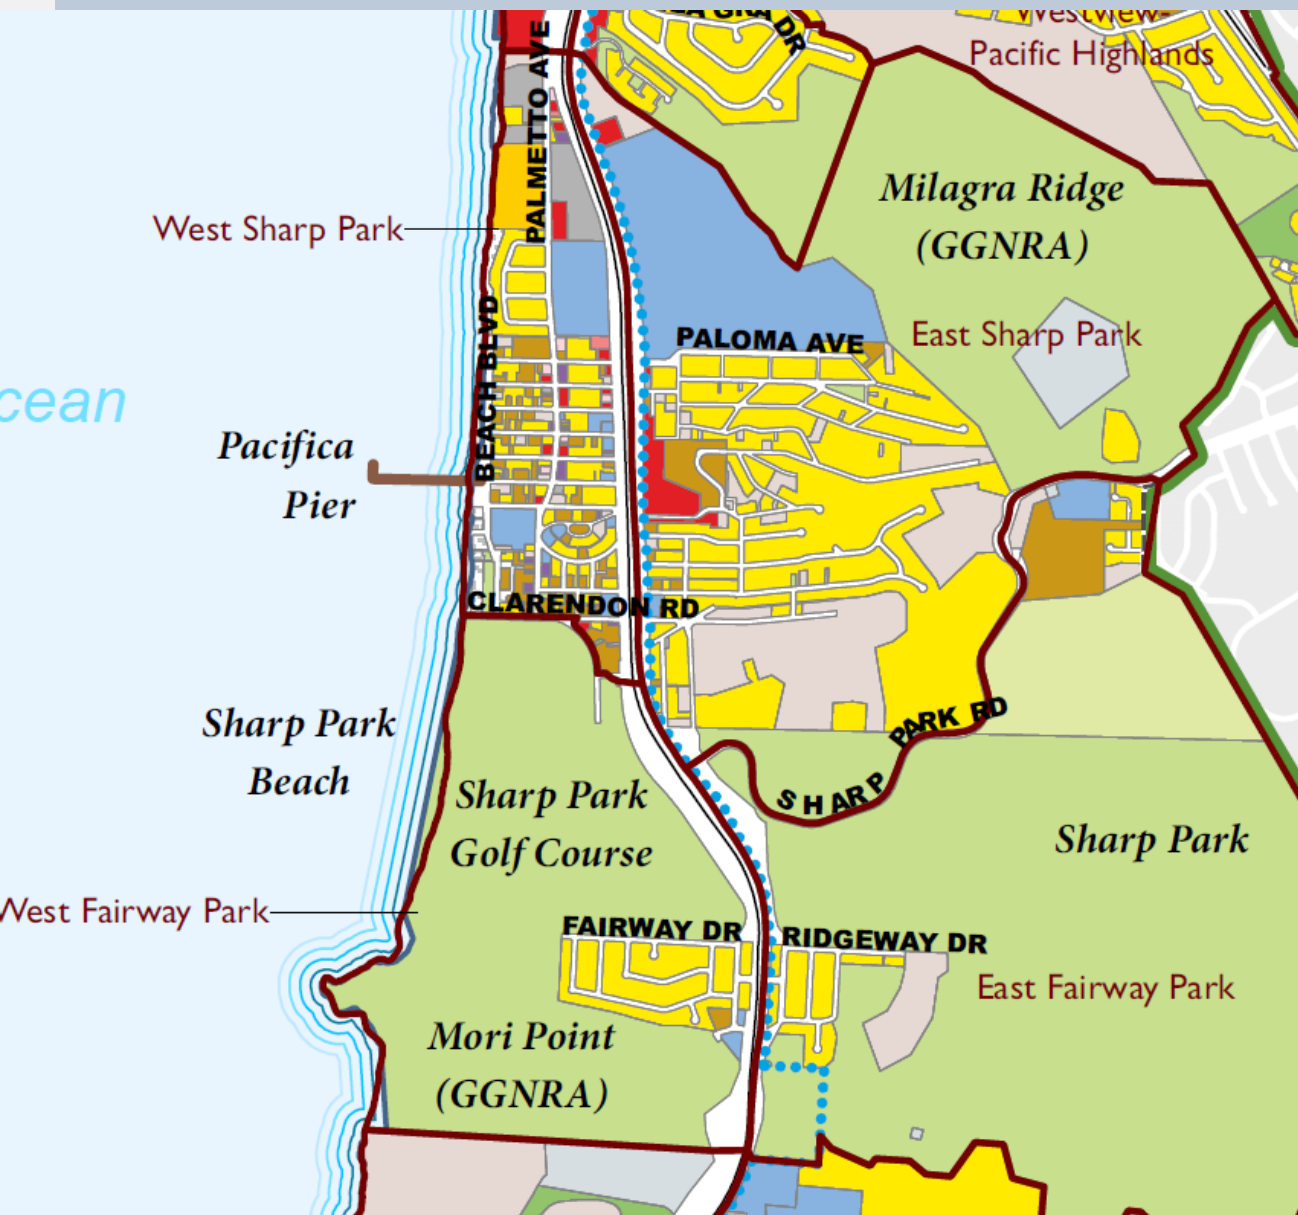 PALMETTO AVE
DR
Westview-
Pacific Highlands
Milagra Ridge
(GGNRA)
West Sharp Park
BEACH BLVD
PALOMA AVE
East Sharp Park
cean
Pacifica
Pier
CLARENDON RD
Sharp Park
Beach
PARK RD
SHARP
Sharp Park
Golf Course
Sharp Park
West Fairway Park
FAIRWAY DR
RIDGEWAY DR
East Fairway Park
Mori Point
(GGNRA)